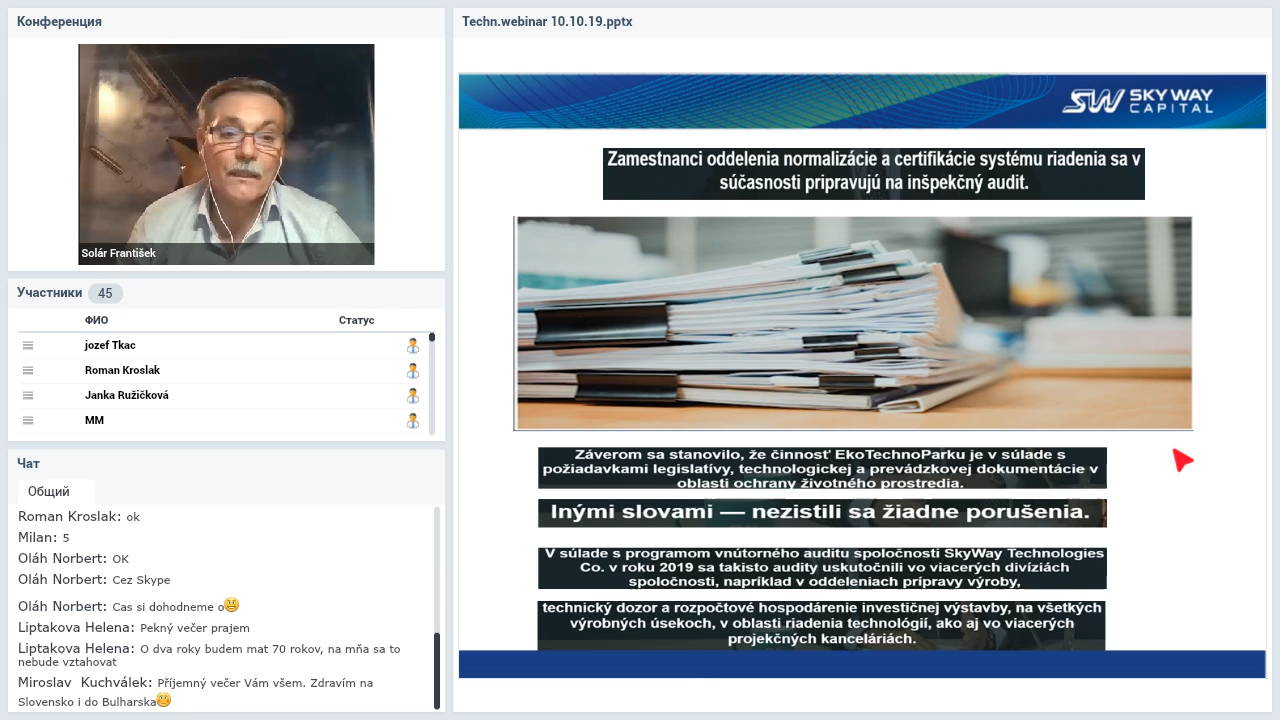 Конференция
Solár František
Участники 45
ФИО Статус
jozef Tkac
Roman Kroslak
Janka Ružičková
MM
Чат
Общий
Roman Kroslak: ok
Milan: 5
Oláh Norbert: OK
Oláh Norbert: Cez Skype
Oláh Norbert: Cas si dohodneme o
Liptakova Helena: Pekný večer prajem
Liptakova Helena: O dva roky budem mat 70 rokov, na mňa sa to
nebude vztahovat
Miroslav Kuchválek: Příjemný večer Vám všem. Zdravím na
Slovensko i do Bulharska
Techn.webinar 10.10.19.pptx
SW SKY WAY
CAPITAL
Zamestnanci oddelenia normalizácie a certifikácie systému riadenia sa v
súčasnosti pripravujú na inšpekčný audit.
Záverom sa stanovilo, že činnosť EkoTechnoParku je v súlade s
požiadavkami legislatívy, technologickej a prevádzkovej dokumentácie v
oblasti ochrany životného prostredia.
Inými slovami — nezistili sa žiadne porušenia.
V súlade s programom vnútorného auditu spoločnosti SkyWay Technologies
Co. v roku 2019 sa takisto audity uskutočnili vo viacerých divíziách
spoločnosti, napríklad v oddeleniach prípravy výroby,
technický dozor a rozpočtové hospodárenie investičnej výstavby, na všetkých
výrobných úsekoch, v oblasti riadenia technológií, ako aj vo viacerých
projekčných kanceláriách.